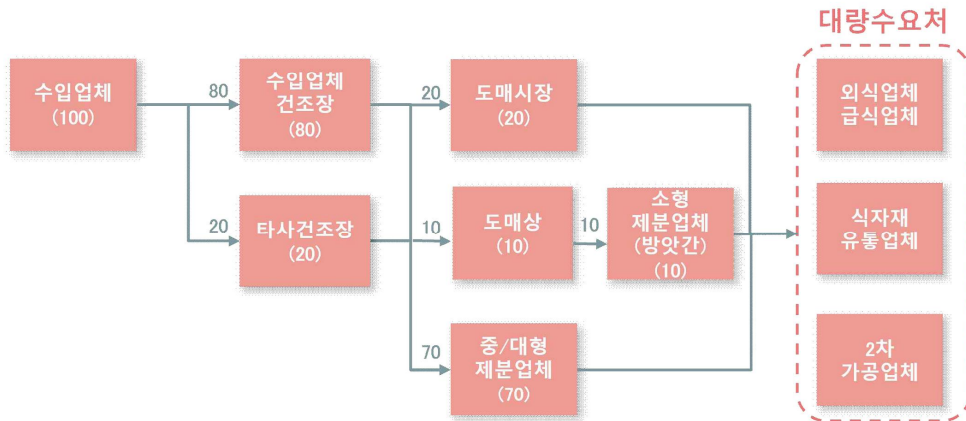 대량수요처
수입업체
(100)
80
수입업체
건조장
(80)
20
도매시장
(20)
외식업체
급식업체
20
타사건조장
(20)
10
도매상
(10)
10
소형
제분업체
(방앗간)
(10)
식자재
유통업체
70
중/대형
제분업체
(70)
2차
가공업체